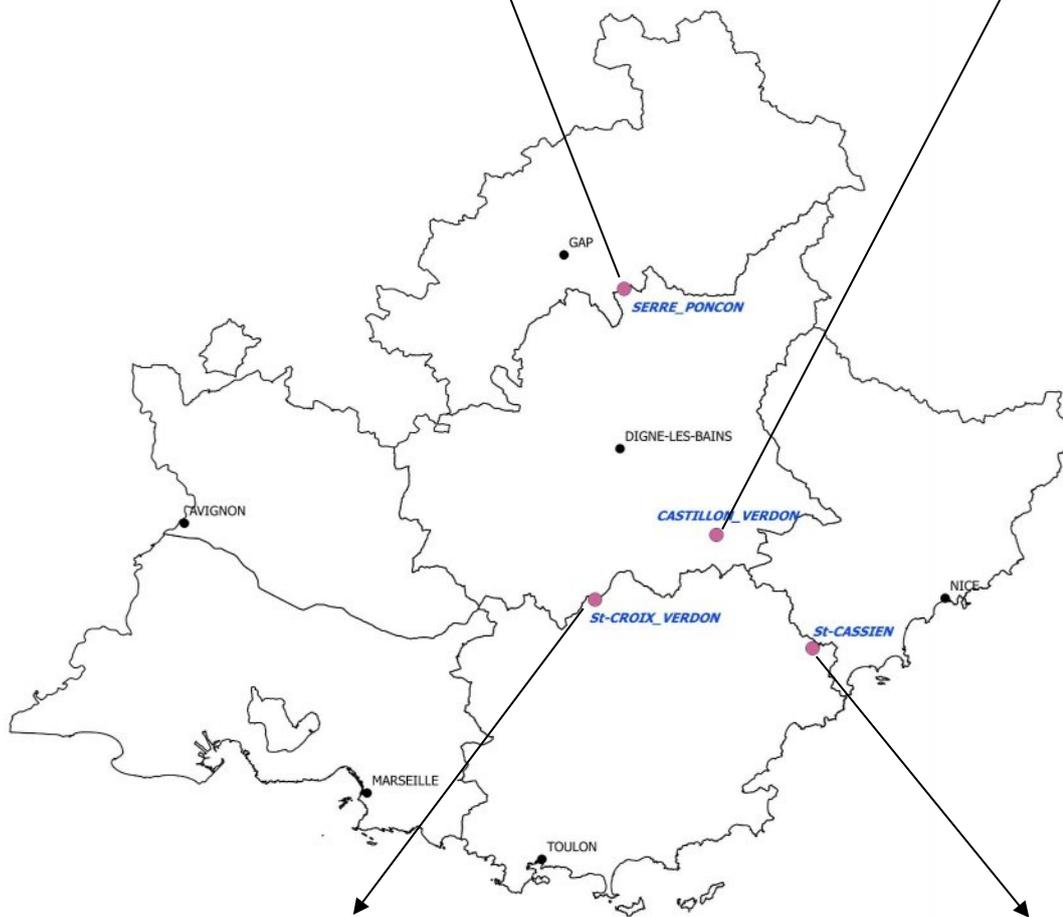 GAP
SERRE_PONCON
DIGNE-LES-BAINS
AVIGNON
CASTILLON_VERDON
NICE
St-CROIX_VERDON
St-CASSIEN
MARSEILLE
TOULON